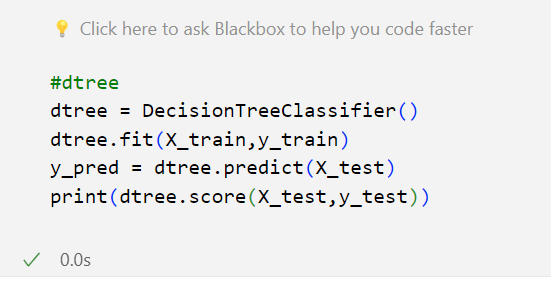 💡 Click here to ask Blackbox to help you code faster
#dtree
dtree = DecisionTreeClassifier()
dtree.fit(X_train,y_train)
y_pred = dtree.predict(X_test)
print(dtree.score(X_test,y_test))
✓ 0.0s